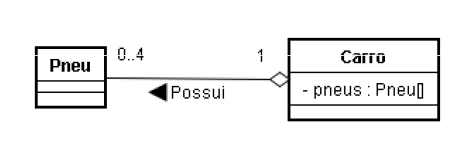 Pneu
0..4
1
Possui
Carro
- pneus : Pneu[]